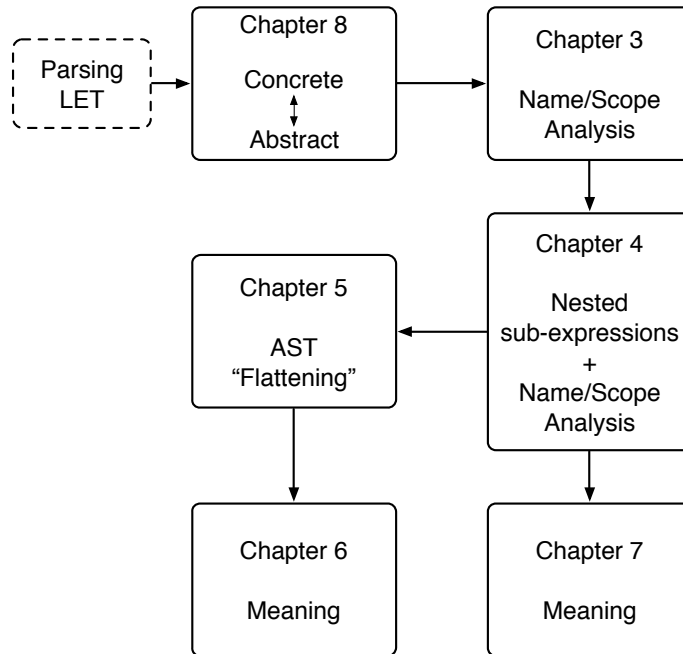 Parsing
LET
Chapter 8
Concrete
Abstract
Chapter 3
Name/Scope
Analysis
Chapter 4
Nested
sub-expressions
+
Name/Scope
Analysis
Chapter 5
AST
“Flattening”
Chapter 6
Meaning
Chapter 7
Meaning